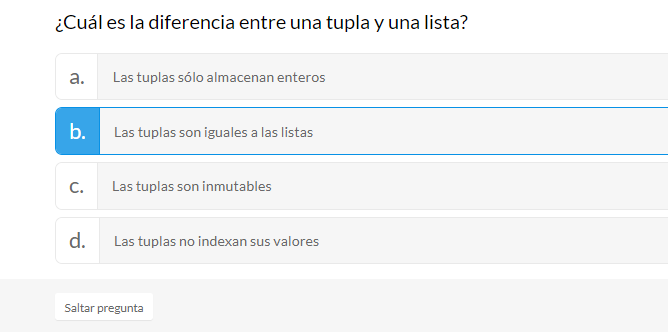 ¿Cuál es la diferencia entre una tupla y una lista?
a. Las tuplas sólo almacenan enteros
b. Las tuplas son iguales a las listas
c. Las tuplas son inmutables
d. Las tuplas no indexan sus valores
Saltar pregunta